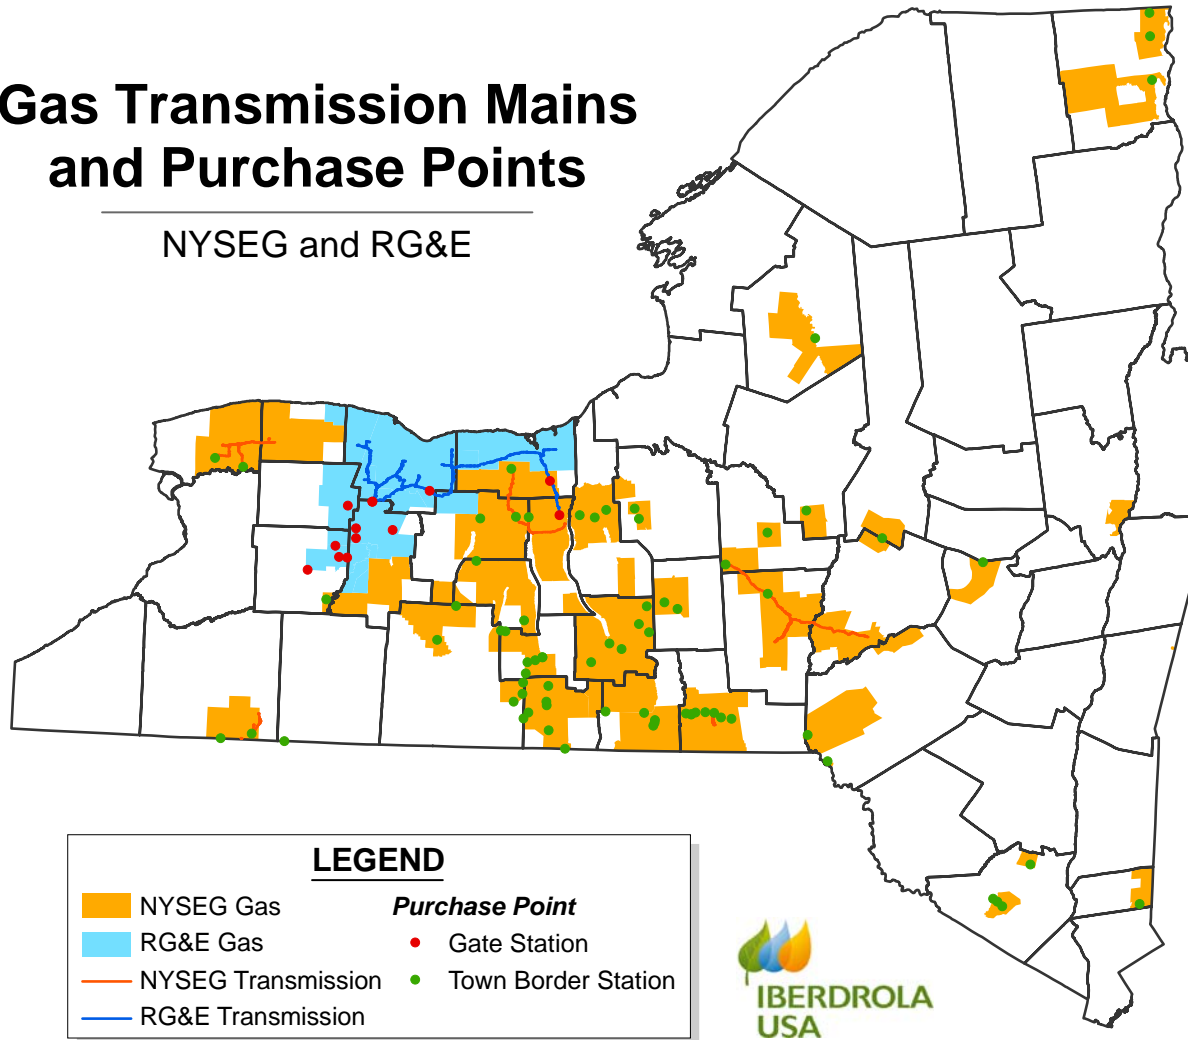 Gas Transmission Mains
and Purchase Points
NYSEG and RG&E
LEGEND
NYSEG Gas
RG&E Gas
NYSEG Transmission
RG&E Transmission
Purchase Point
Gate Station
Town Border Station
IBERDROLA
USA